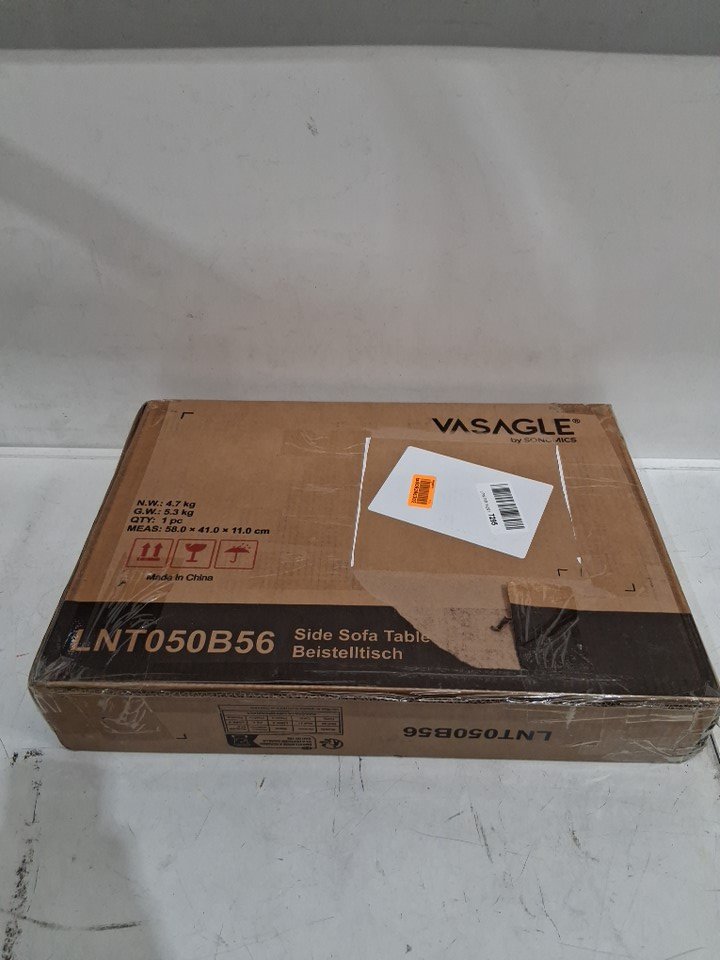 VASAGLE®
by SONGMICS
N.W.: 4.7 kg
G.W.: 5.3 kg
QTY: 1 pc
MEAS: 58.0 × 41.0 × 11.0 cm
Made in China
7295
LNT050B56
Side Sofa Table
Beistelltisch
LNT050B56